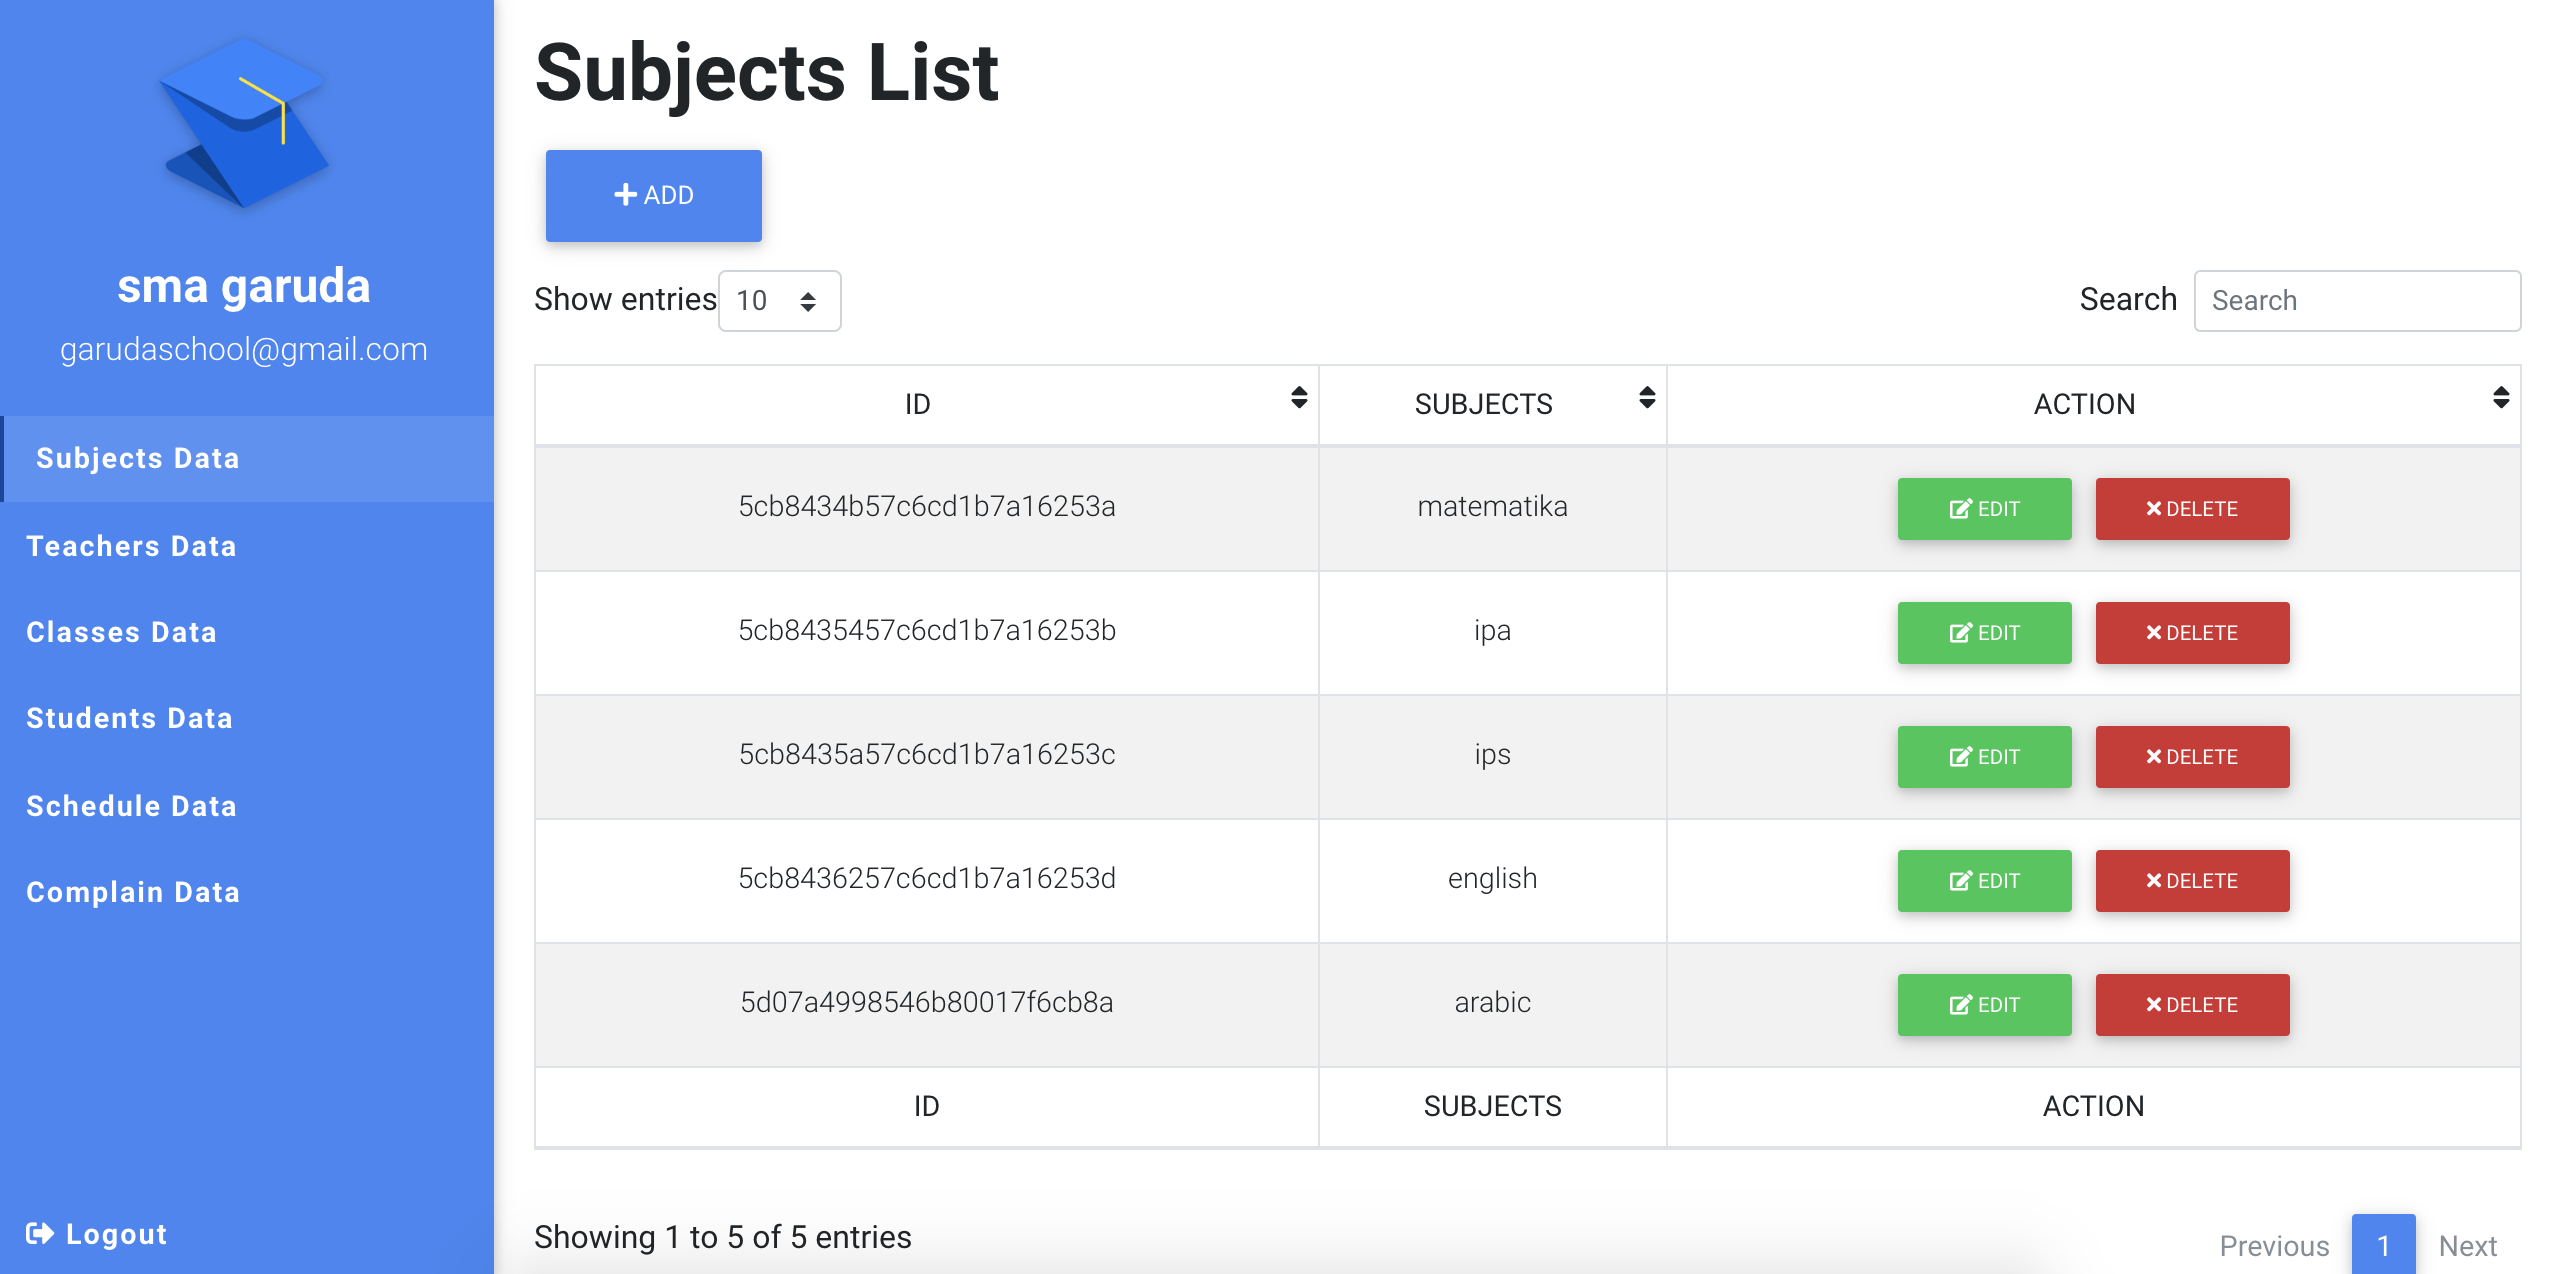 sma garuda
garudaschool@gmail.com
Subjects Data
Teachers Data
Classes Data
Students Data
Schedule Data
Complain Data
Logout
Subjects List
ADD
Show entries 10
Search Search
ID SUBJECTS ACTION
5cb8434b57c6cd1b7a16253a matematika EDIT DELETE
5cb8435457c6cd1b7a16253b ipa EDIT DELETE
5cb8435a57c6cd1b7a16253c ips EDIT DELETE
5cb8436257c6cd1b7a16253d english EDIT DELETE
5d07a4998546b80017f6cb8a arabic EDIT DELETE
ID SUBJECTS ACTION
Showing 1 to 5 of 5 entries
Previous 1 Next